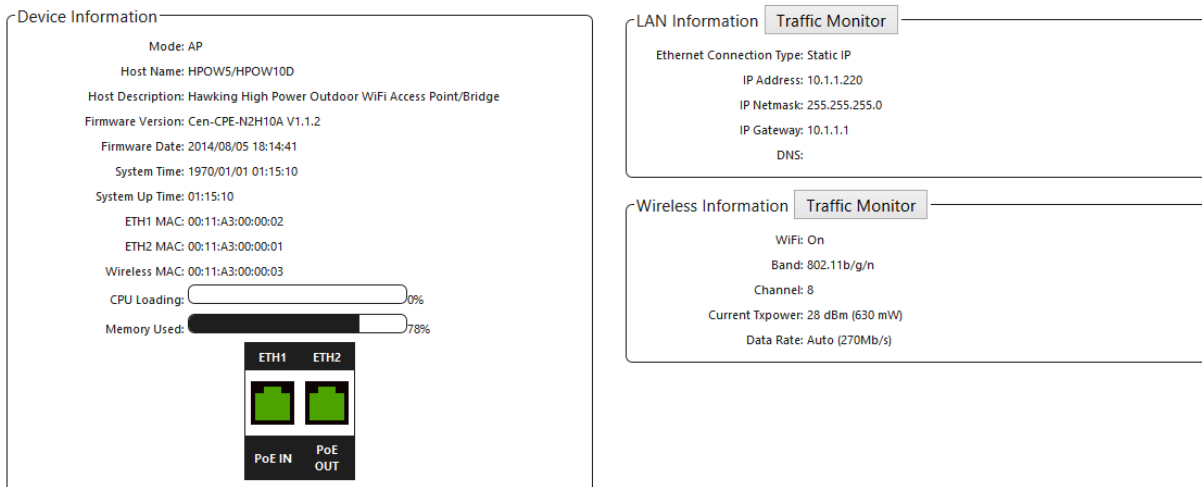 Device Information
Mode: AP
Host Name: HPOW5/HPOW10D
Host Description: Hawking High Power Outdoor WiFi Access Point/Bridge
Firmware Version: Cen-CPE-N2H10A V1.1.2
Firmware Date: 2014/08/05 18:14:41
System Time: 1970/01/01 01:15:10
System Up Time: 01:15:10
ETH1 MAC: 00:11:A3:00:00:02
ETH2 MAC: 00:11:A3:00:00:01
Wireless MAC: 00:11:A3:00:00:03
CPU Loading: 0%
Memory Used: 78%
ETH1 ETH2
PoE IN PoE
OUT
LAN Information Traffic Monitor
Ethernet Connection Type: Static IP
IP Address: 10.1.1.220
IP Netmask: 255.255.255.0
IP Gateway: 10.1.1.1
DNS:
Wireless Information Traffic Monitor
WiFi: On
Band: 802.11b/g/n
Channel: 8
Current Txpower: 28 dBm (630 mW)
Data Rate: Auto (270Mb/s)